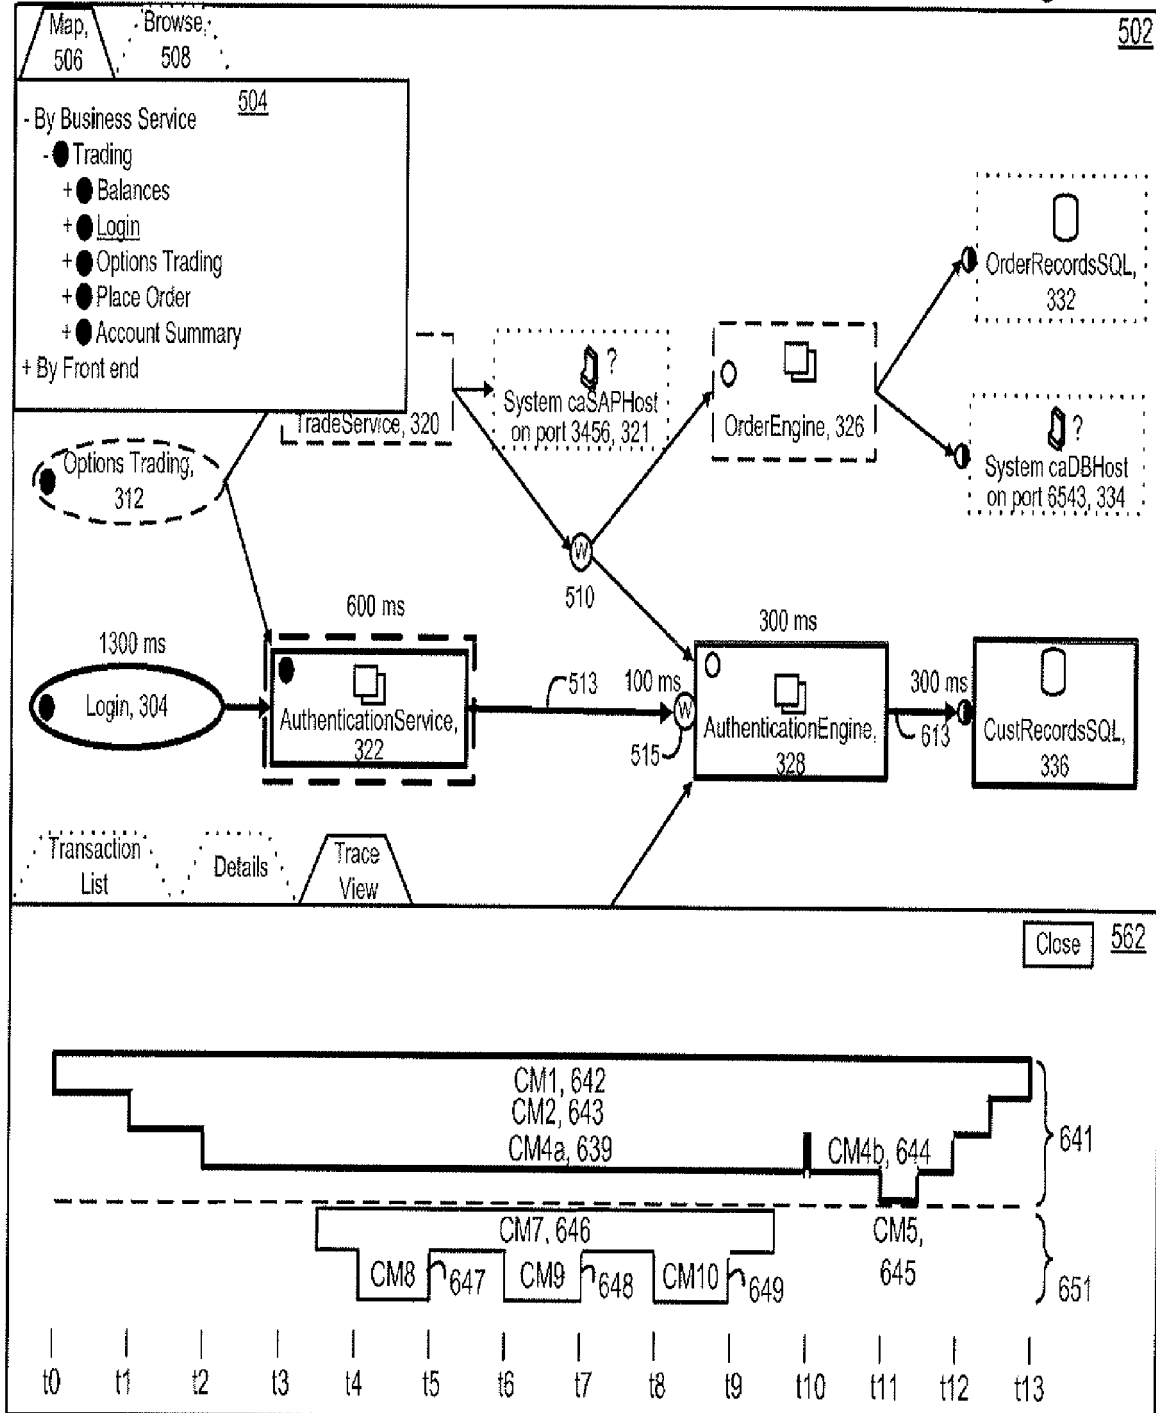 Map,
506
Browse,
508
502
504
- By Business Service
- Trading
+ Balances
+ Login
+ Options Trading
+ Place Order
+ Account Summary
+ By Front end
OrderRecordsSQL,
332
TradeService, 320
?
System caSAPHost
on port 3456, 321
OrderEngine, 326
?
System caDBHost
on port 6543, 334
Options Trading,
312
W
510
600 ms
300 ms
1300 ms
Login, 304
AuthenticationService,
322
513
100 ms
W
515
AuthenticationEngine,
328
300 ms
613
CustRecordsSQL,
336
Transaction
List
Details
Trace
View
Close
562
CM1, 642
CM2, 643
CM4a, 639
CM4b, 644
641
CM7, 646
CM5,
645
CM8
647
CM9
648
CM10
649
651
t0 t1 t2 t3 t4 t5 t6 t7 t8 t9 t10 t11 t12 t13